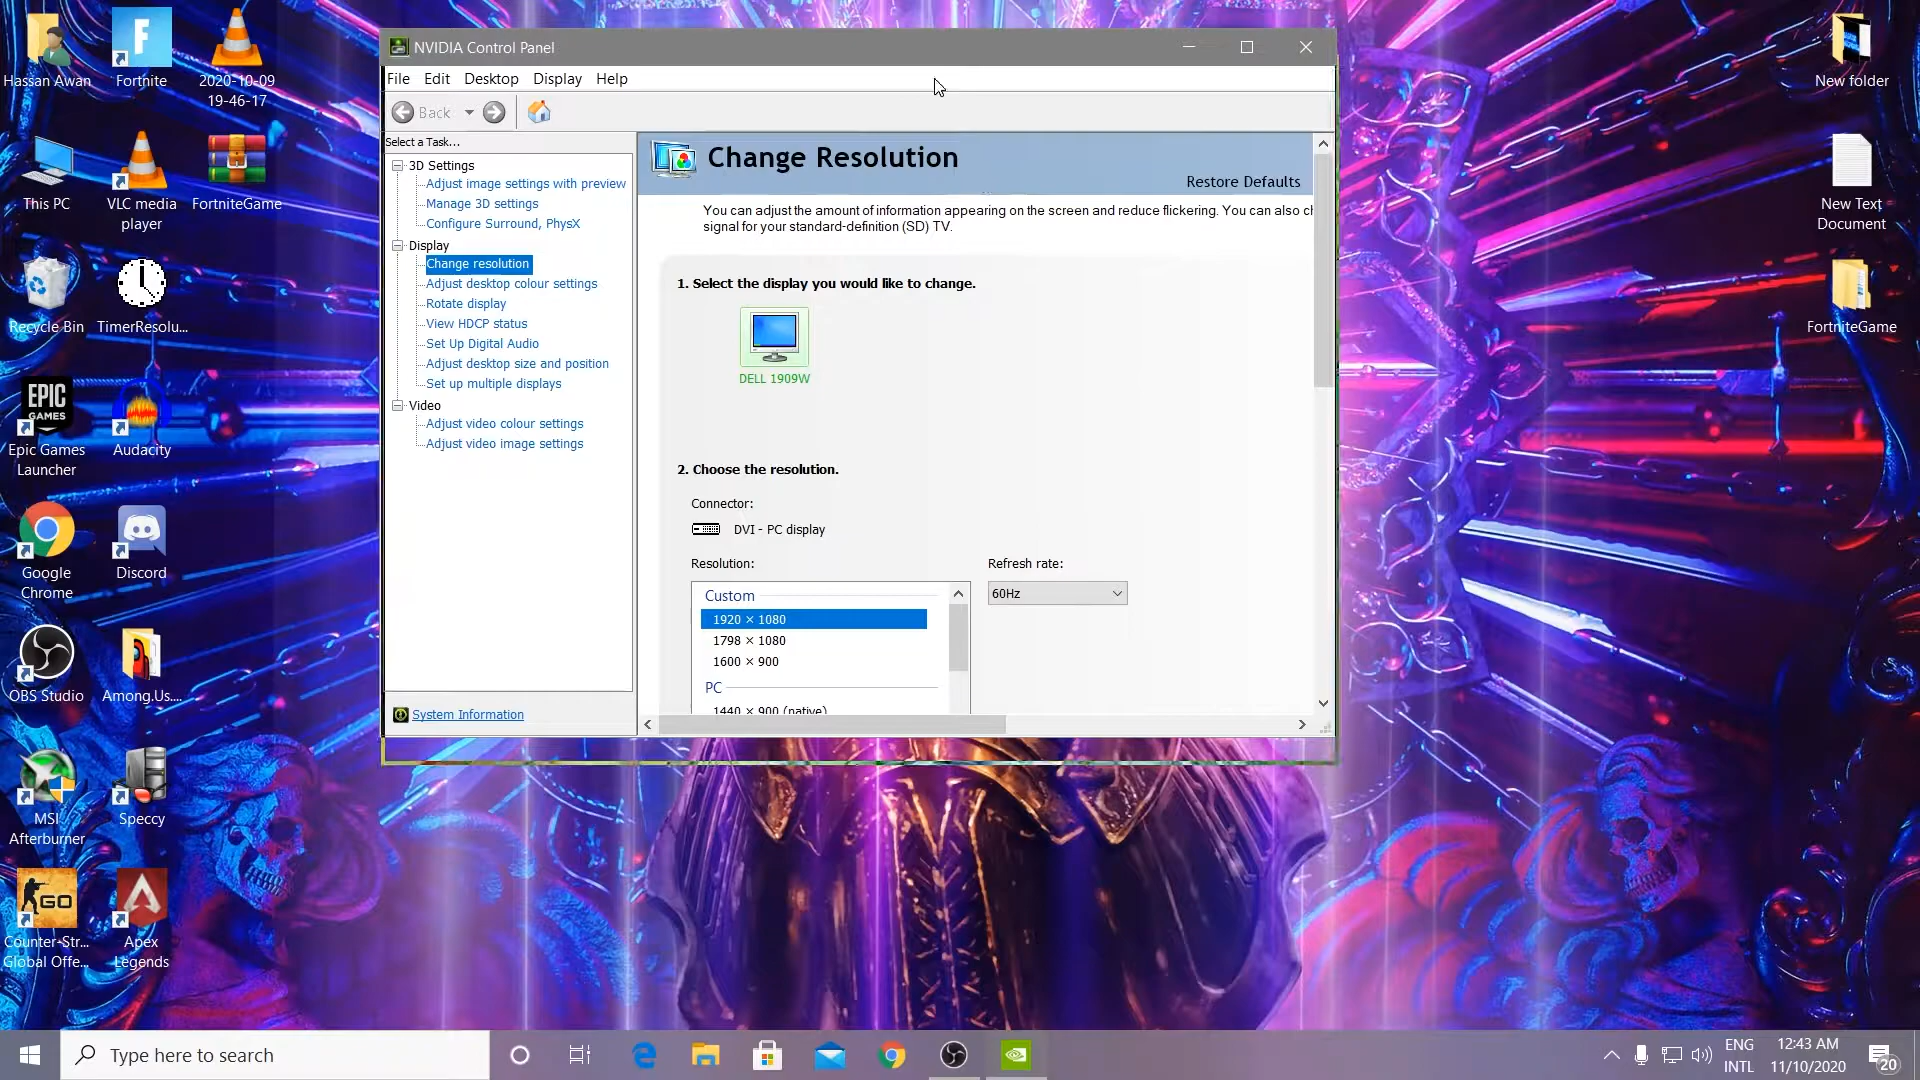 Hassan Awan
Fortnite
2020-10-09
19-46-17
This PC
VLC media
player
FortniteGame
Recycle Bin
TimerResolu...
EPIC
GAMES
Epic Games
Launcher
Audacity
Google
Chrome
Discord
OBS Studio
Among.Us....
MSI
Afterburner
Speccy
GO
Counter-Str...
Global Offe...
Apex
Legends
NVIDIA Control Panel
File Edit Desktop Display Help
Back
Select a Task...
3D Settings
Adjust image settings with preview
Manage 3D settings
Configure Surround, PhysX
Display
Change resolution
Adjust desktop colour settings
Rotate display
View HDCP status
Set Up Digital Audio
Adjust desktop size and position
Set up multiple displays
Video
Adjust video colour settings
Adjust video image settings
System Information
Change Resolution
Restore Defaults
You can adjust the amount of information appearing on the screen and reduce flickering. You can also ch
signal for your standard-definition (SD) TV.
1. Select the display you would like to change.
DELL 1909W
2. Choose the resolution.
Connector:
DVI - PC display
Resolution:
Refresh rate:
Custom
60Hz
1920 × 1080
1798 × 1080
1600 × 900
PC
1440 × 900 (native)
New folder
New Text
Document
FortniteGame
Type here to search
ENG
INTL
12:43 AM
11/10/2020
20